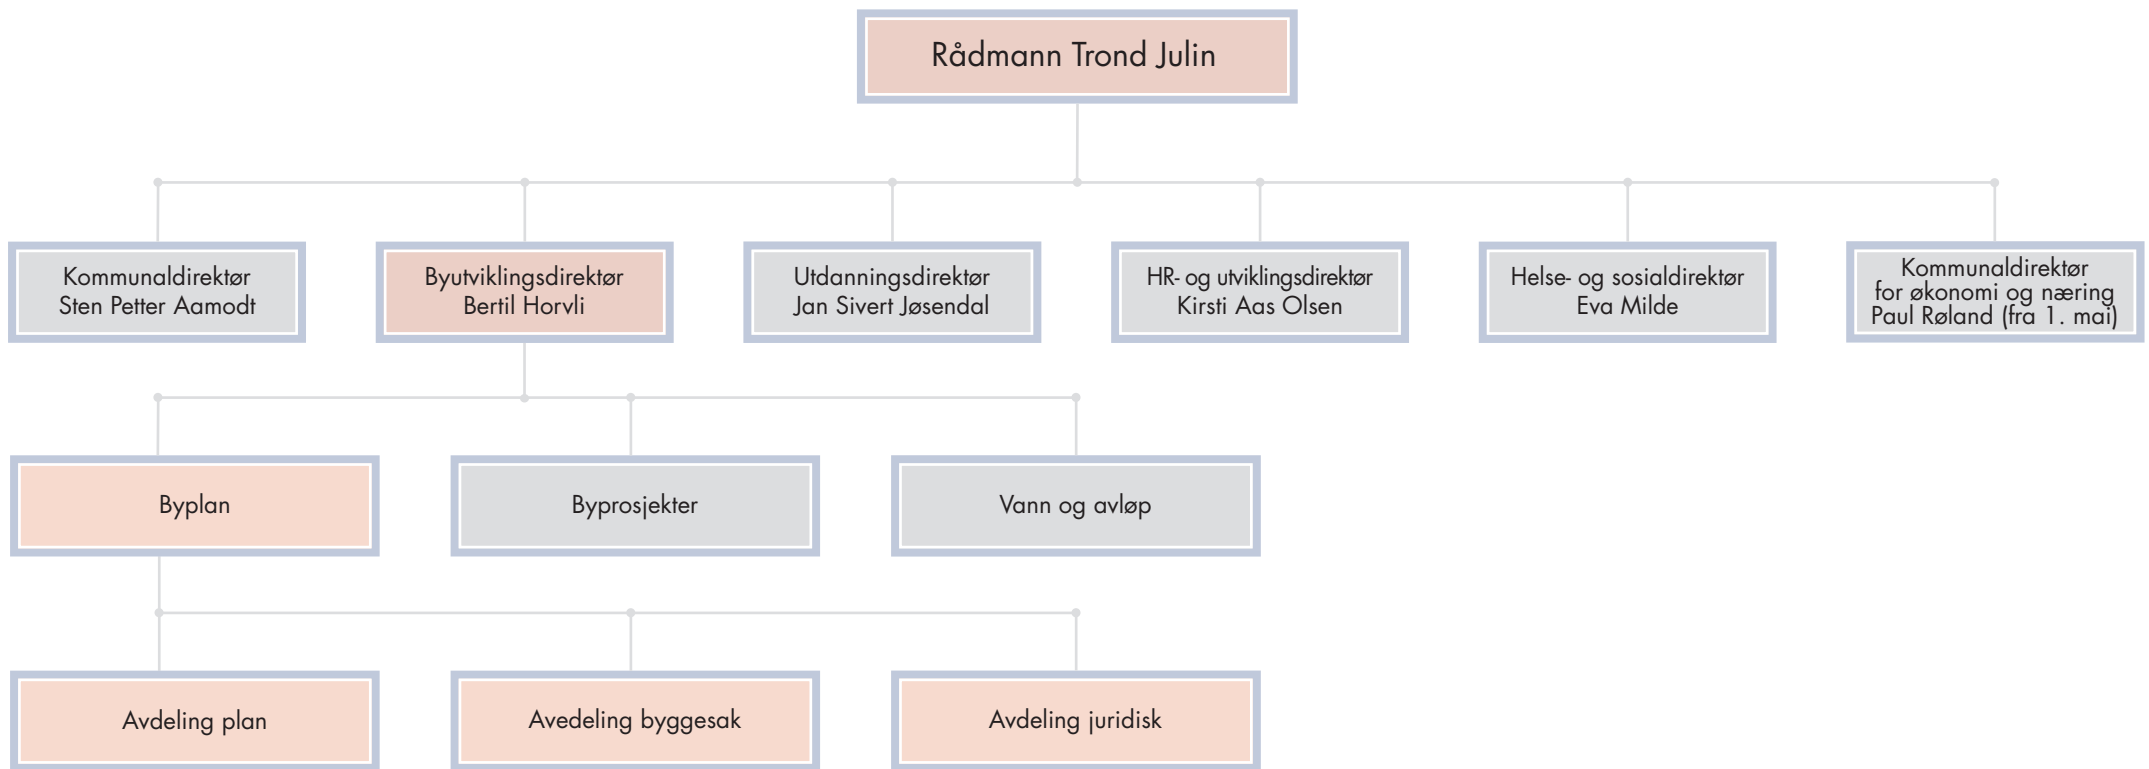 Rådmann Trond Julin
Kommunaldirektør
Sten Petter Aamodt
Byutviklingsdirektør
Bertil Horvli
Utdanningsdirektør
Jan Sivert Jøsendal
HR- og utviklingsdirektør
Kirsti Aas Olsen
Helse- og sosialdirektør
Eva Milde
Kommunaldirektør
for økonomi og næring
Paul Røland (fra 1. mai)
Byplan
Byprosjekter
Vann og avløp
Avdeling plan
Avedeling byggesak
Avdeling juridisk